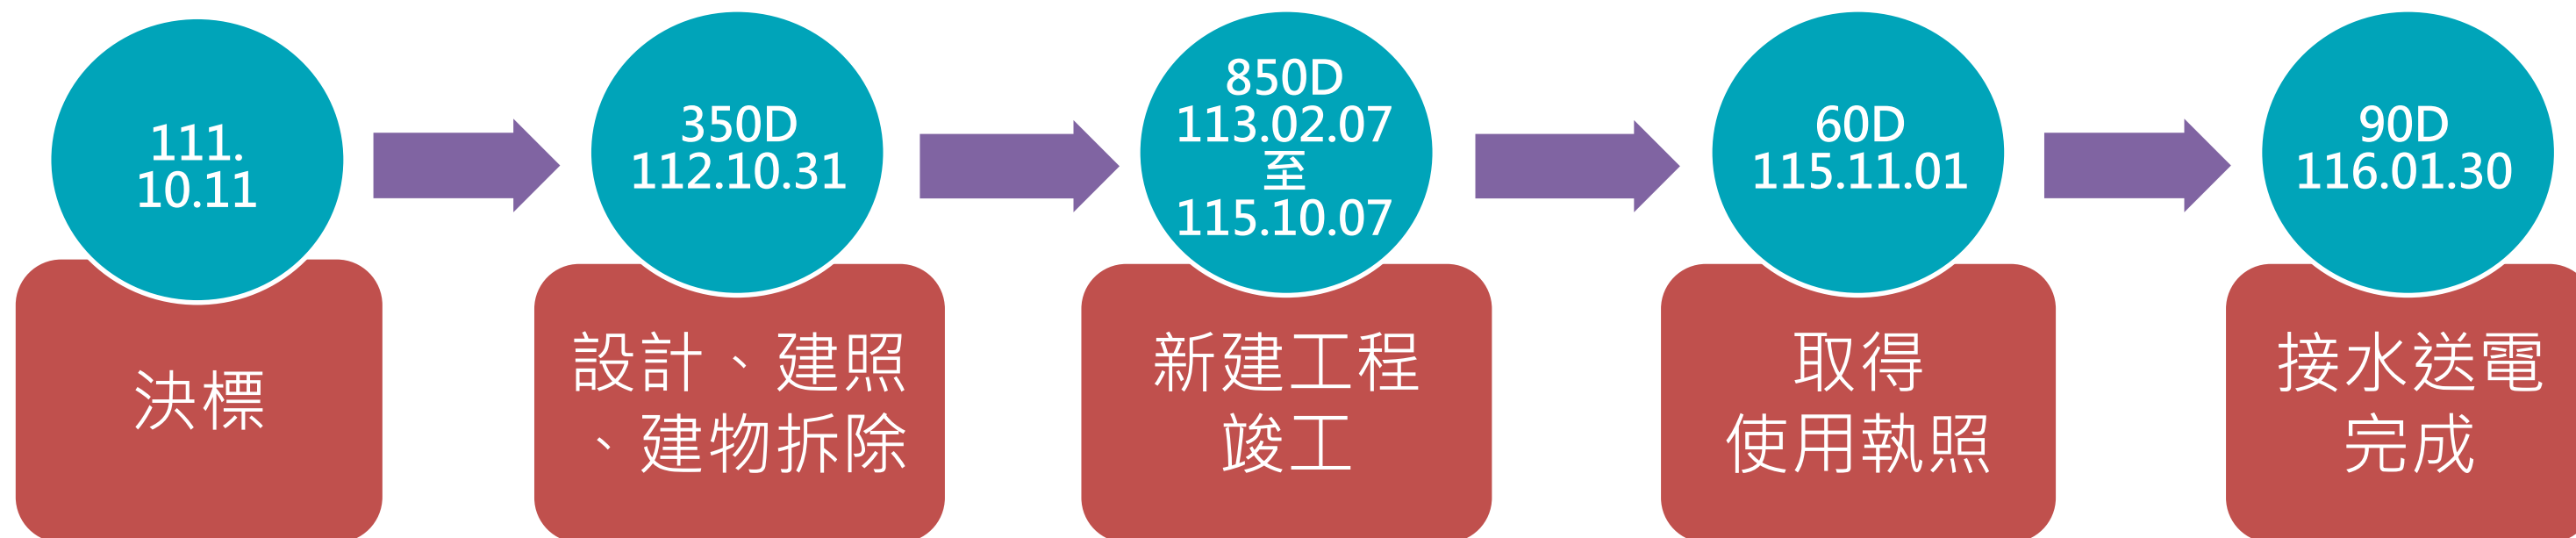 111.
10.11
決標
350D
112.10.31
設計、建照
、建物拆除
850D
113.02.07
至
115.10.07
新建工程
竣工
60D
115.11.01
取得
使用執照
90D
116.01.30
接水送電
完成